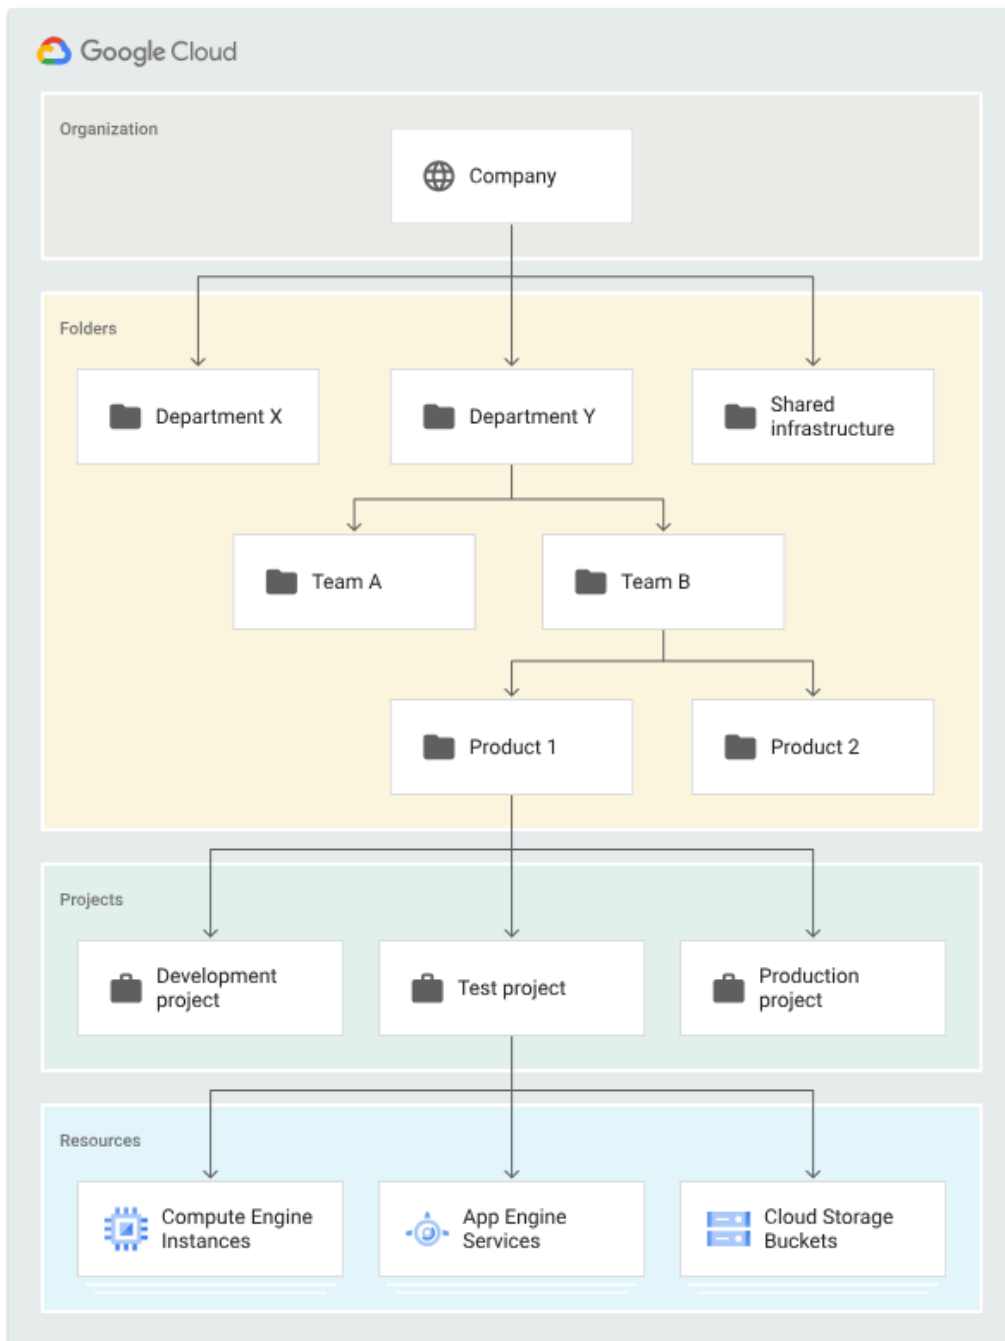 Google Cloud
Organization
Company
Folders
Department X
Department Y
Shared
infrastructure
Team A
Team B
Product 1
Product 2
Projects
Development
project
Test project
Production
project
Resources
Compute Engine
Instances
App Engine
Services
Cloud Storage
Buckets